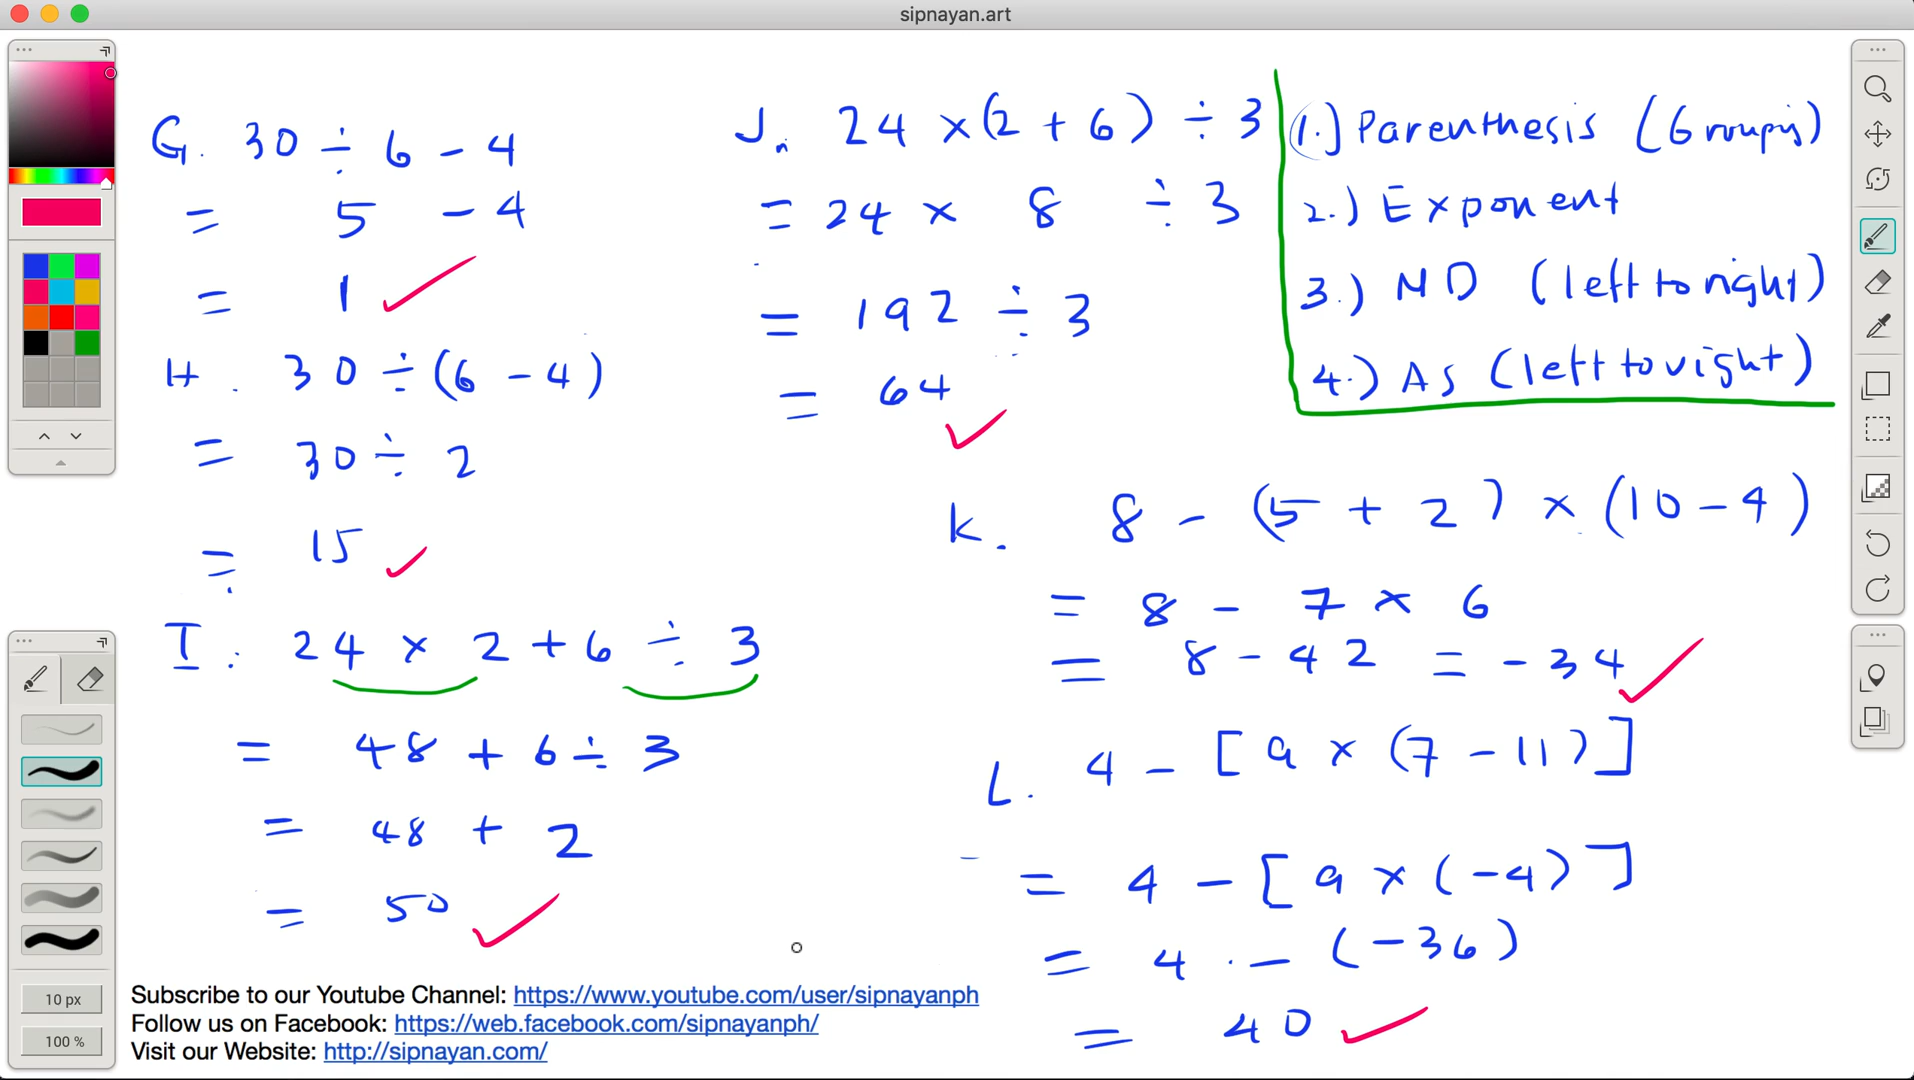 sipnayan.art
G. 30 ÷ 6 - 4
= 5 - 4
= 1
H. 30 ÷ (6 - 4)
= 30 ÷ 2
= 15
I. 24 x 2 + 6 ÷ 3
= 48 + 6 ÷ 3
= 48 + 2
= 50
J. 24 x (2 + 6) ÷ 3
= 24 x 8 ÷ 3
= 192 ÷ 3
= 64
1.) Parenthesis (Groupig)
2.) Exponent
3.) MD (left to right)
4.) AS (left to right)
K. 8 - (5 + 2) x (10 - 4)
= 8 - 7 x 6
= 8 - 42 = -34
L. 4 - [9 x (7 - 11)]
= 4 - [9 x (-4)]
= 4 - (-36)
= 40
10 px
100 %
Subscribe to our Youtube Channel: https://www.youtube.com/user/sipnayanph
Follow us on Facebook: https://web.facebook.com/sipnayanph/
Visit our Website: http://sipnayan.com/